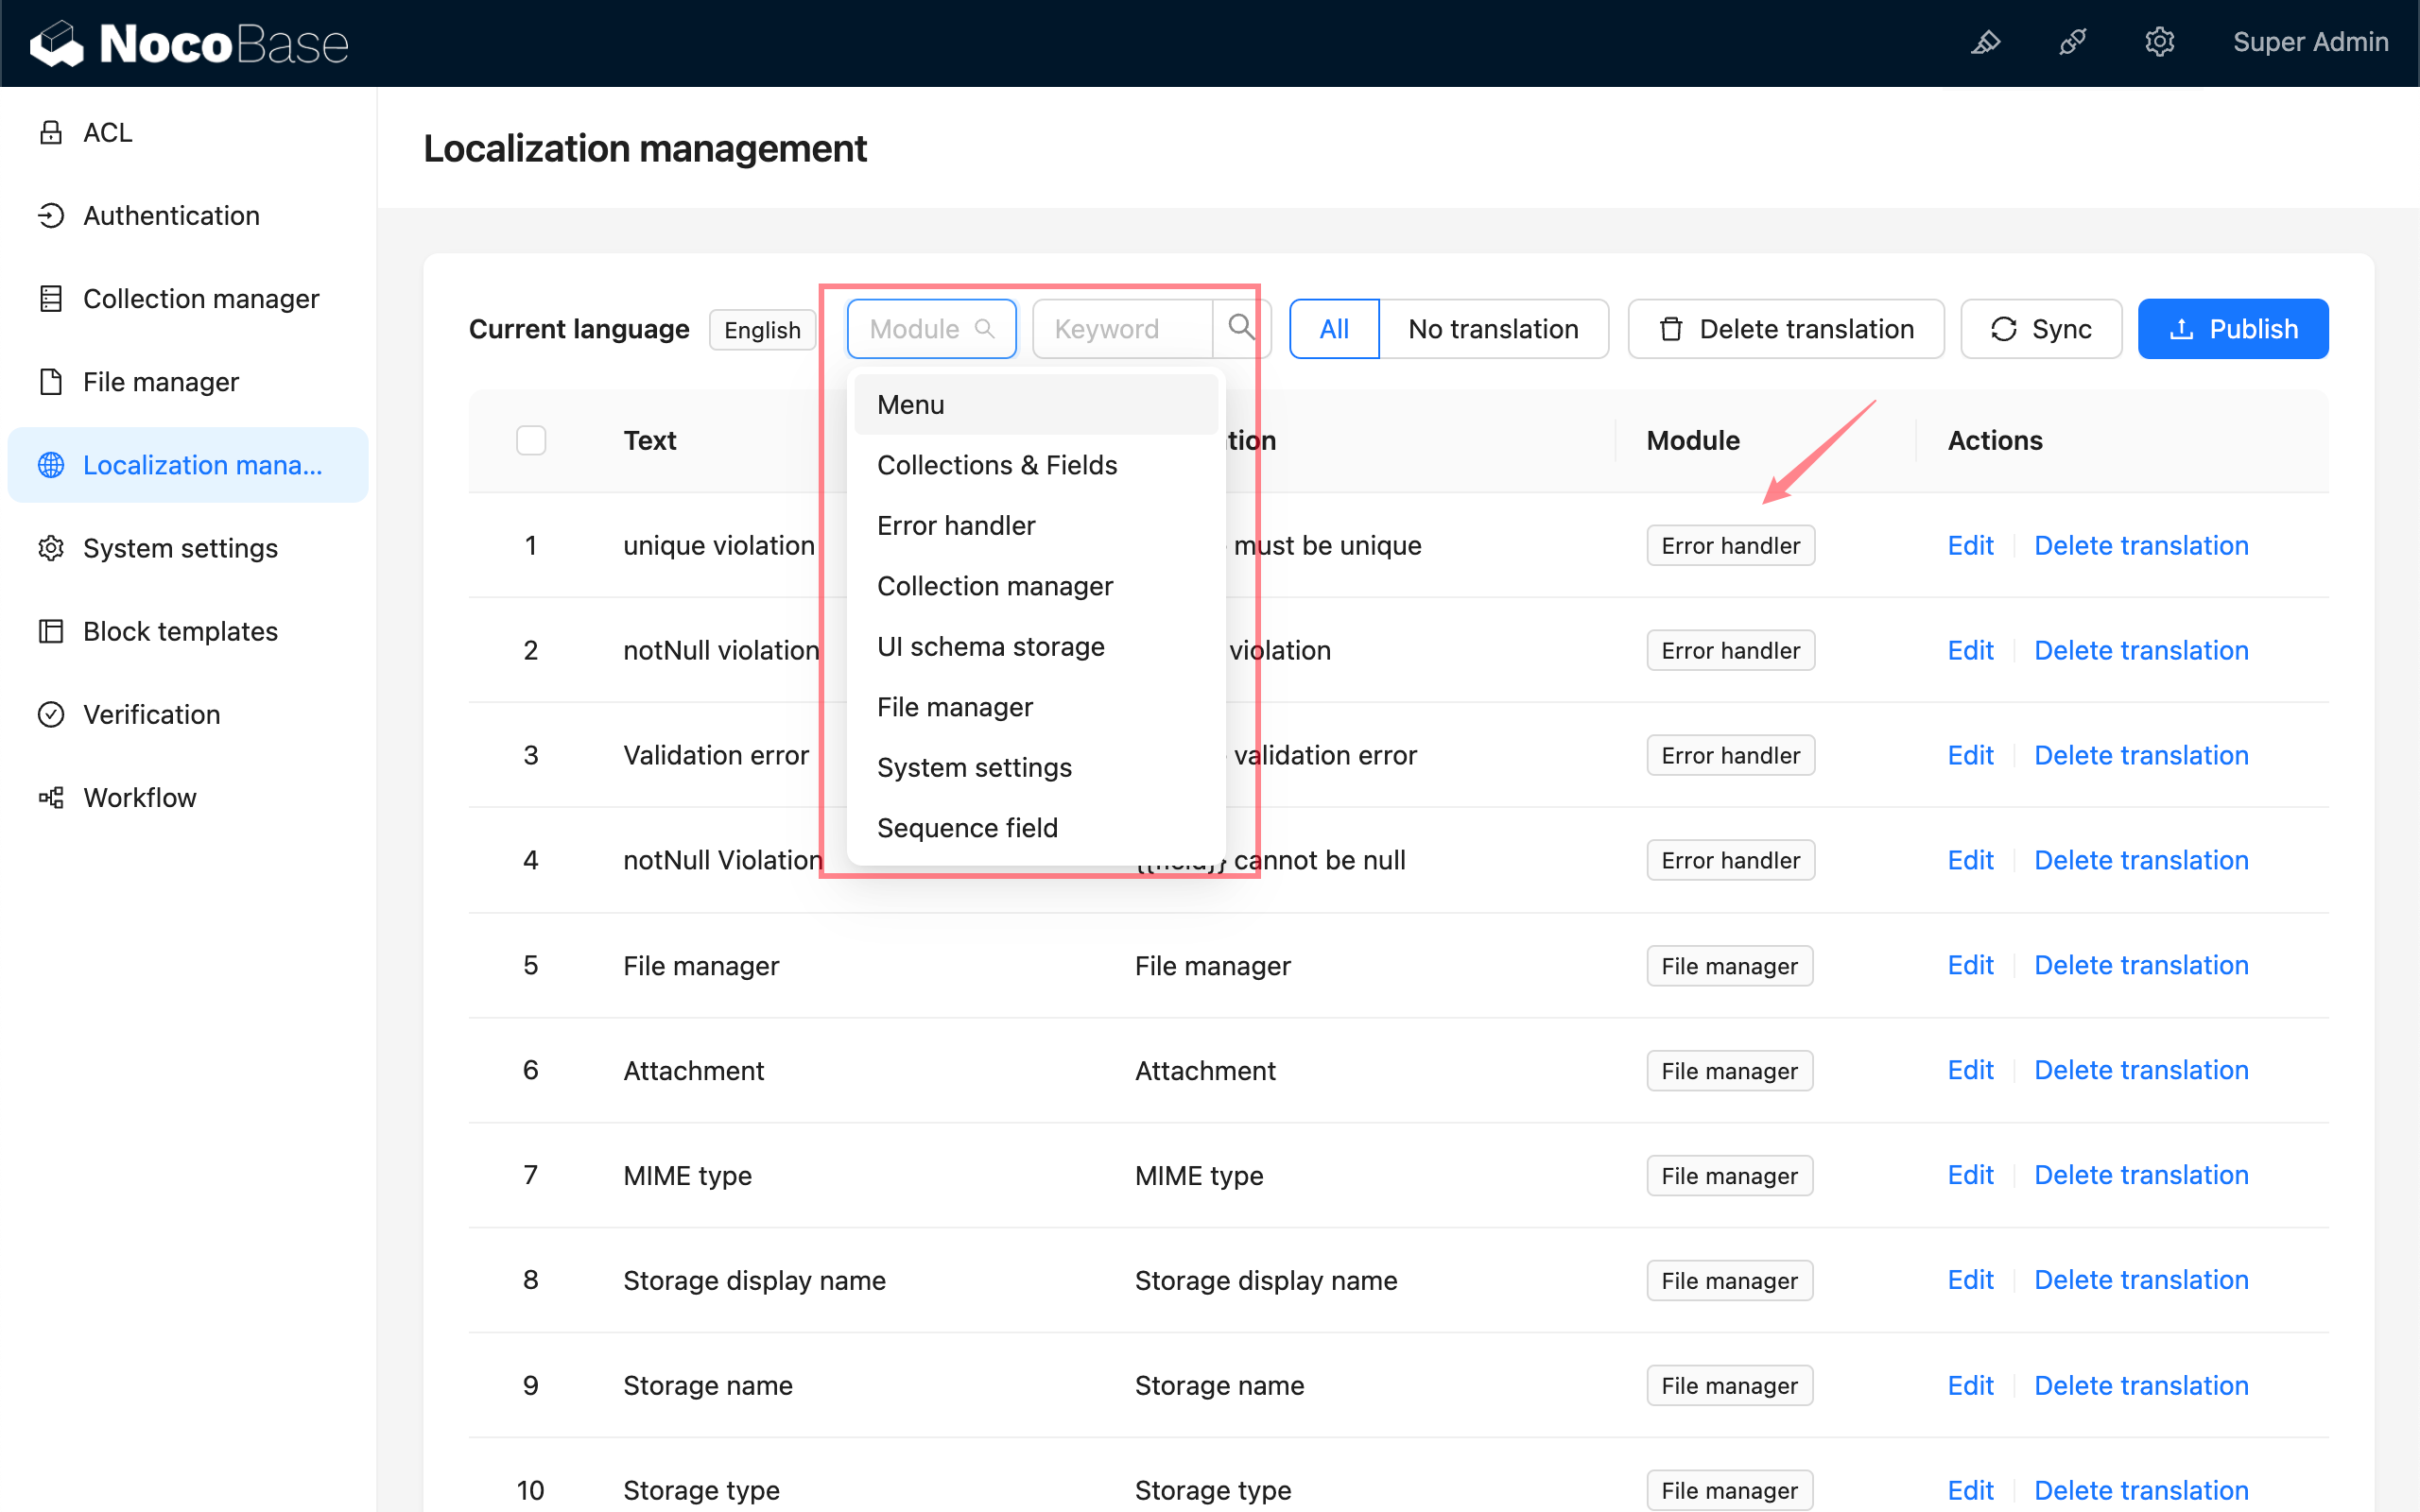 NocoBase Super Admin
ACL
Authentication
Collection manager
File manager
Localization mana...
System settings
Block templates
Verification
Workflow
Localization management
Current language English Module Keyword All No translation Delete translation Sync Publish
Menu
Collections & Fields
Error handler
Collection manager
UI schema storage
File manager
System settings
Sequence field
Text Module Actions
1 unique violation must be unique Error handler Edit Delete translation
2 notNull violation violation Error handler Edit Delete translation
3 Validation error validation error Error handler Edit Delete translation
4 notNull Violation cannot be null Error handler Edit Delete translation
5 File manager File manager File manager Edit Delete translation
6 Attachment Attachment File manager Edit Delete translation
7 MIME type MIME type File manager Edit Delete translation
8 Storage display name Storage display name File manager Edit Delete translation
9 Storage name Storage name File manager Edit Delete translation
10 Storage type Storage type File manager Edit Delete translation